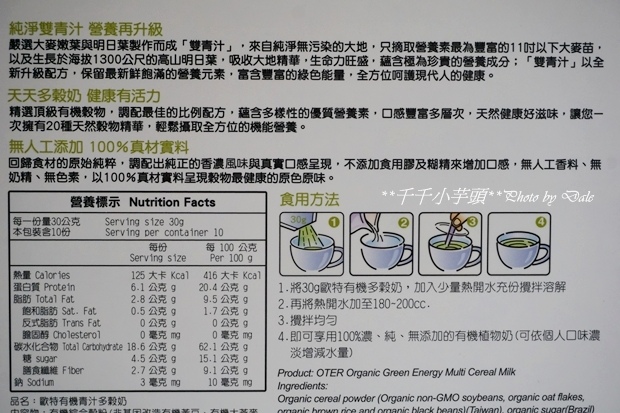 純淨雙青汁 營養再升級
嚴選大麥嫩葉與明日葉製作而成「雙青汁」，來自純淨無污染的大地，只摘取營養素最為豐富的11吋以下大麥苗，
以及生長於海拔1300公尺的高山明日葉，吸收大地精華，生命力旺盛，蘊含極為珍貴的營養成分；「雙青汁」以全
新升級配方，保留最新鮮飽滿的營養元素，富含豐富的綠色能量，全方位呵護現代人的健康。
天天多穀奶 健康有活力
精選頂級有機穀物，調配最佳的比例配方，蘊含多樣性的優質營養素，口感豐富多層次，天然健康好滋味，讓您一
次擁有20種天然穀物精華，輕鬆攝取全方位的機能營養。
無人工添加 100%真材實料
回歸食材的原始純粹，調配出純正的香濃風味與真實口感呈現，不添加食用膠及糊精來增加口感，無人工香料、無
奶精、無色素，以100%真材實料呈現穀物最健康的原色原味。
**千千小芋頭**Photo by Dale
營養標示 Nutrition Facts
每一份量30公克 Serving size 30g
本包裝含10份 Serving per container 10
每份 每 100 公克
Serving size Per 100 g
熱量 Calories 125 大卡 Kcal 416 大卡 Kcal
蛋白質 Protein 6.1 公克 g 20.4 公克 g
脂肪 Total Fat 2.8 公克 g 9.5 公克 g
飽和脂肪 Sat. Fat 0.5 公克 g 1.7 公克 g
反式脂肪 Trans Fat 0 公克 g 0 公克 g
膽固醇 Cholesterol 0 毫克 mg 0 毫克 mg
碳水化合物 Total Carbohydrate 18.6 公克 g 62.1 公克 g
糖 sugar 4.5 公克 g 15.1 公克 g
膳食纖維 Fiber 2.7 公克 g 9.1 公克 g
鈉 Sodium 3 毫克 mg 10 毫克 mg
品名：歐特有機青汁多穀奶
食用方法
30g 1 2 3 4
1.將30g歐特有機多穀奶，加入少量熱開水充份攪拌溶解
2.再將熱開水加至180-200cc.
3.攪拌均勻
4.即可享用100%濃、純、無添加的有機植物奶(可依個人口味濃
淡增減水量)
Product: OTER Organic Green Energy Multi Cereal Milk
Ingredients:
Organic cereal powder (Organic non-GMO soybeans, organic oat flakes,
organic brown rice and organic black beans)(Taiwan), organic sugar(Brazil)